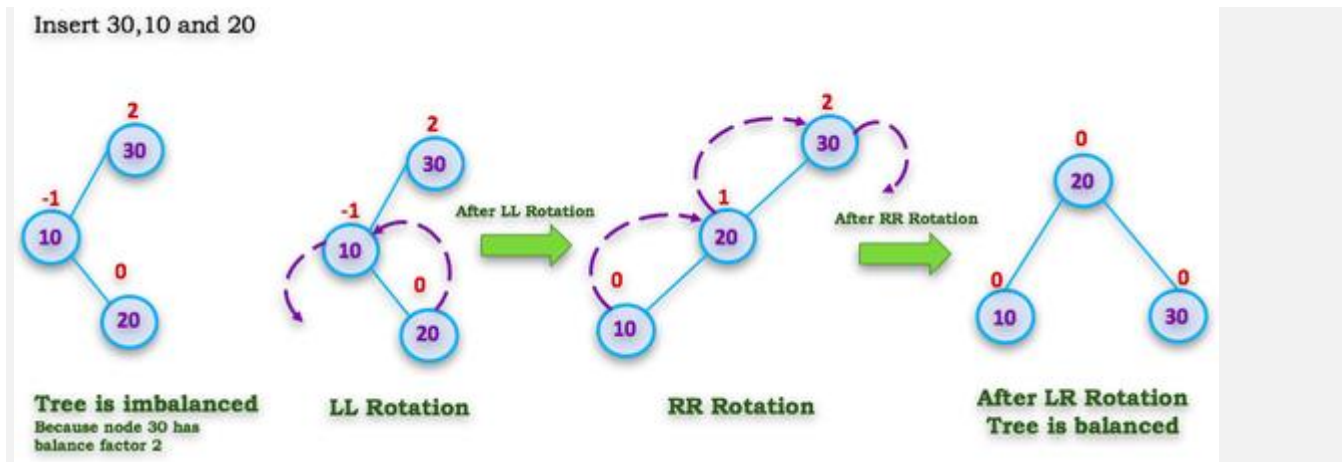 Insert 30,10 and 20
2
30
-1
10
0
20
Tree is imbalanced
Because node 30 has
balance factor 2
2
30
-1
10
0
20
LL Rotation
After LL Rotation
2
30
1
20
0
10
RR Rotation
After RR Rotation
0
20
0
10
0
30
After LR Rotation
Tree is balanced